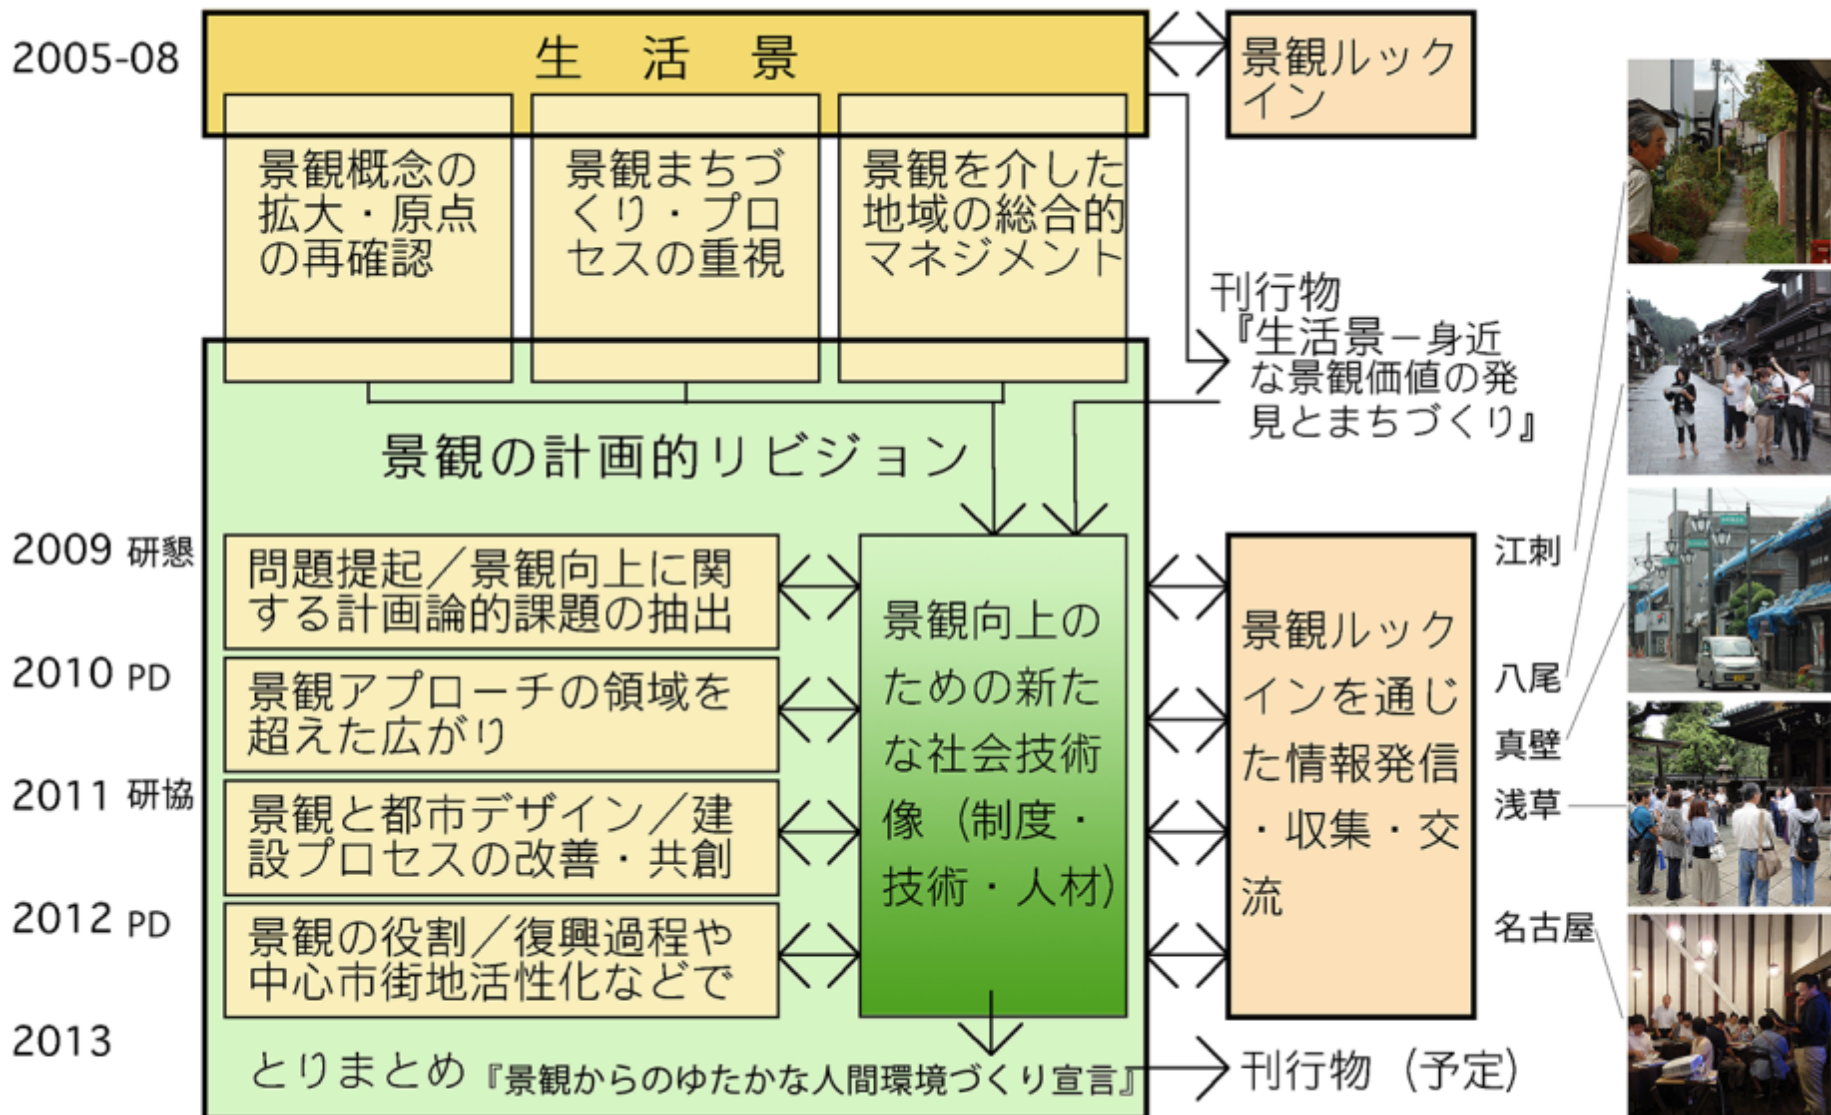 2005-08
生 活 景
景観ルック
イン
景観概念の
拡大・原点
の再確認
景観まちづ
くり・プロ
セスの重視
景観を介した
地域の総合的
マネジメント
刊行物
『生活景－身近
な景観価値の発
見とまちづくり』
景観の計画的リビジョン
2009 研懇
問題提起／景観向上に関
する計画論的課題の抽出
2010 PD
景観アプローチの領域を
超えた広がり
2011 研協
景観と都市デザイン／建
設プロセスの改善・共創
2012 PD
景観の役割／復興過程や
中心市街地活性化などで
景観向上の
ための新た
な社会技術
像（制度・
技術・人材）
景観ルック
インを通じ
た情報発信
・収集・交
流
江刺
八尾
真壁
浅草
名古屋
2013
とりまとめ『景観からのゆたかな人間環境づくり宣言』
刊行物（予定）